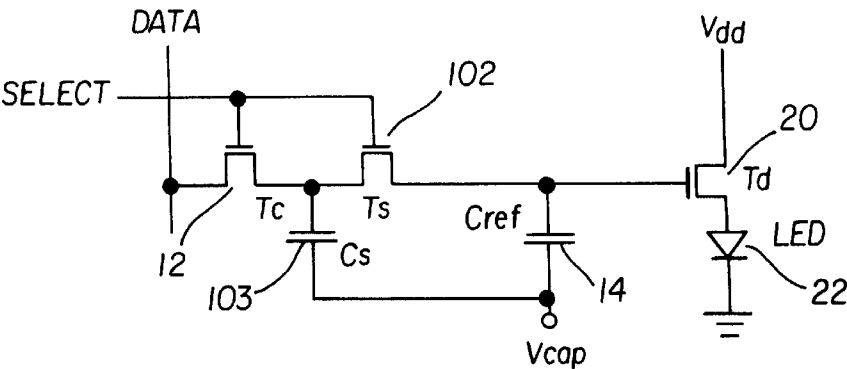 DATA
Vdd
SELECT
102
20
Td
Tc
Ts
Cref
12
LED
Cs
103
14
22
Vcap